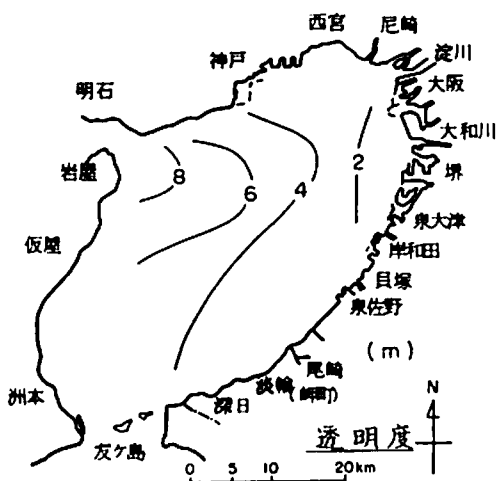 西宮
尼崎
淀川
神戸
大阪
明石
大和川
岩屋
8
6
4
2
堺
泉大津
仮屋
岸和田
貝塚
泉佐野
(m)
尾崎
淡輪
(岬町)
深日
洲本
友ケ島
透明度
N
0 5 10 20km